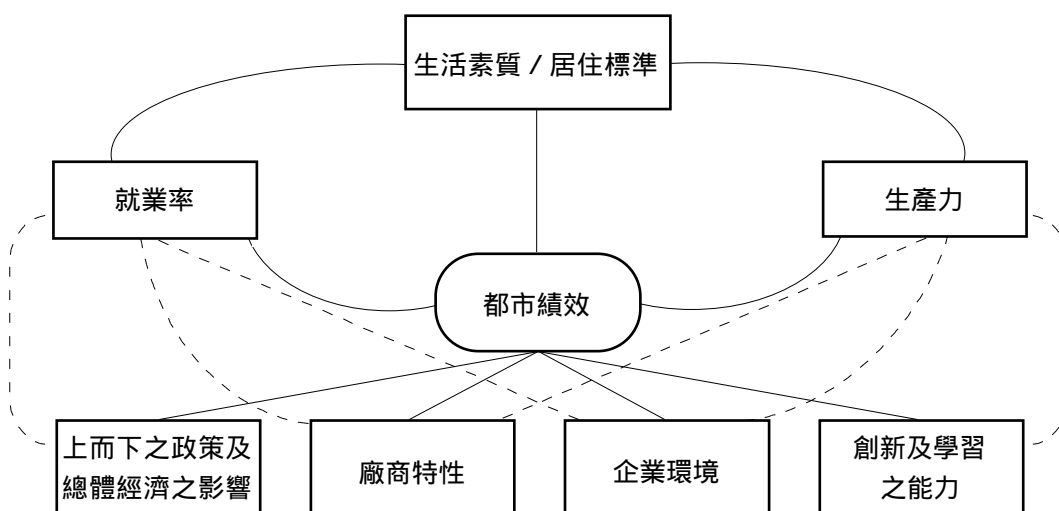 生活素質 / 居住標準
就業率
生產力
都市績效
上而下之政策及
總體經濟之影響
廠商特性
企業環境
創新及學習
之能力